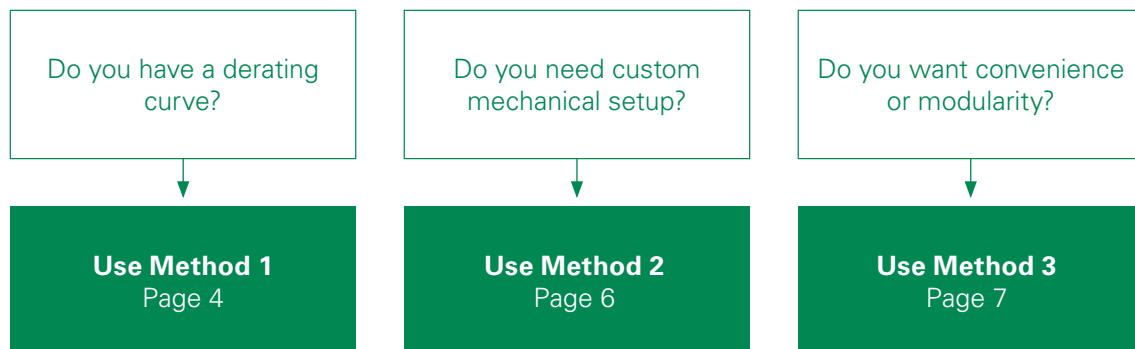 Do you have a derating
curve?
Use Method 1
Page 4
Do you need custom
mechanical setup?
Use Method 2
Page 6
Do you want convenience
or modularity?
Use Method 3
Page 7